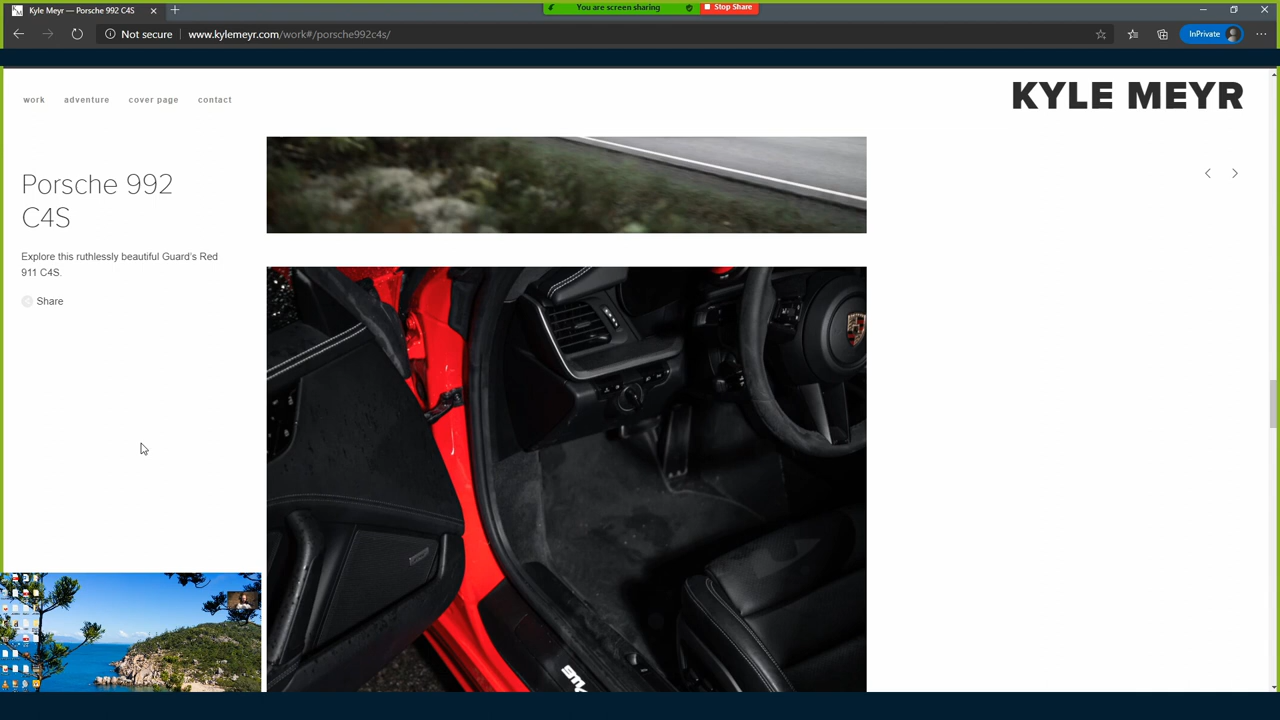 Kyle Meyr — Porsche 992 C4S
You are screen sharing
Stop Share
Not secure
www.kylemeyr.com/work#/porsche992c4s/
InPrivate
work
adventure
cover page
contact
KYLE MEYR
Porsche 992
C4S
Explore this ruthlessly beautiful Guard's Red
911 C4S.
Share